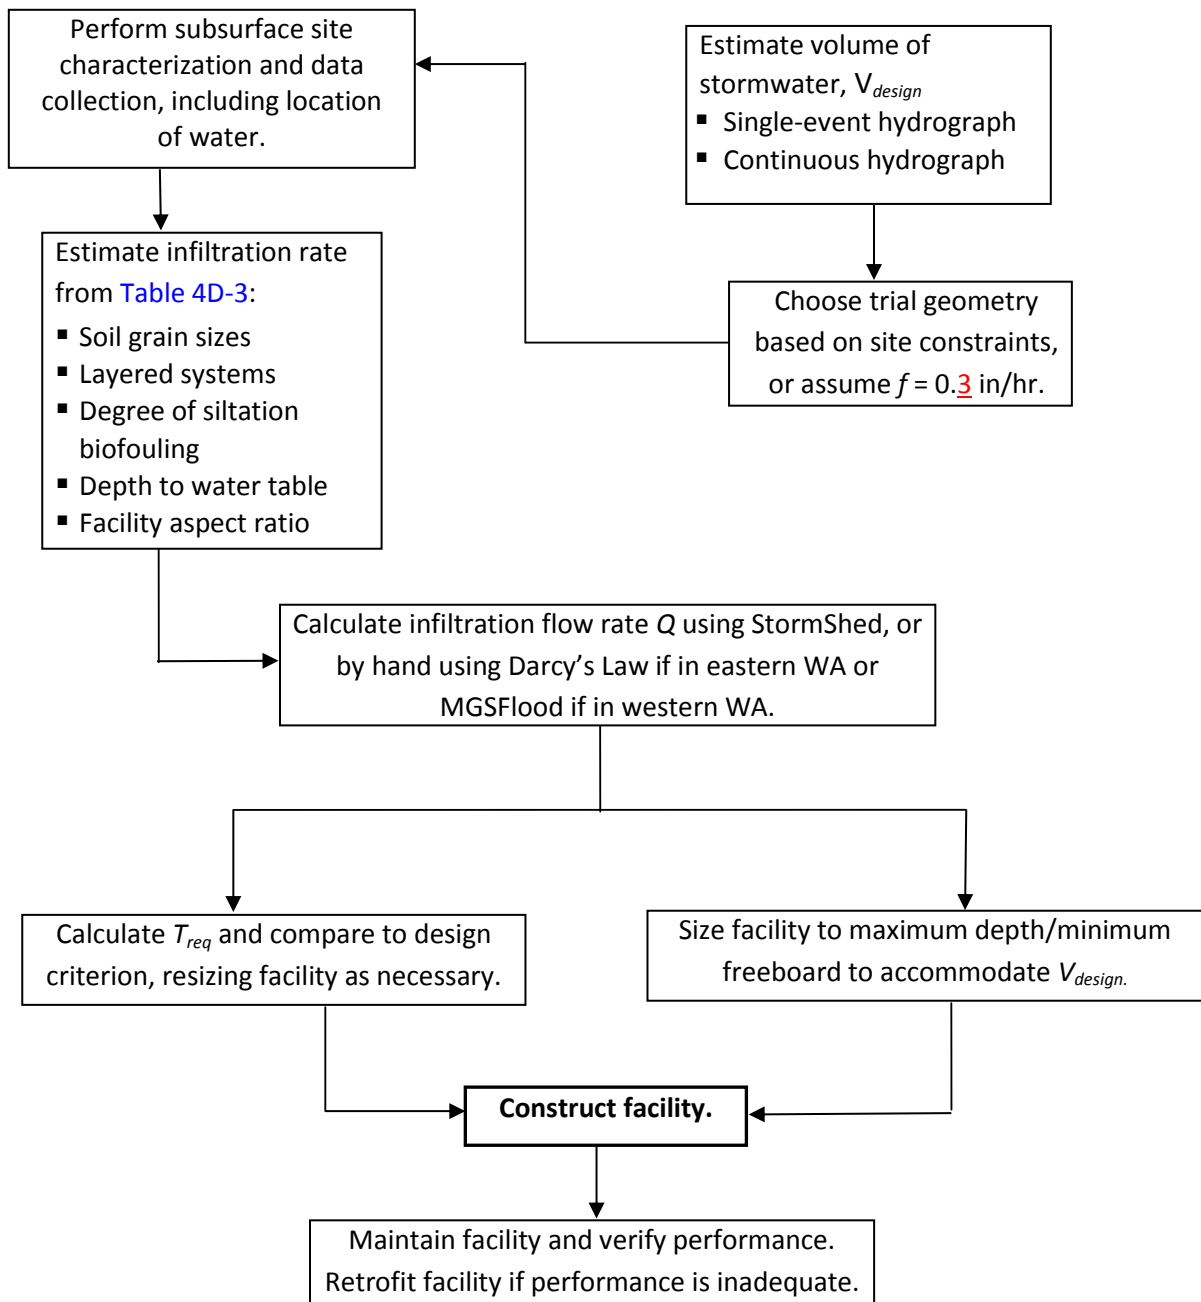 Perform subsurface site
characterization and data
collection, including location
of water.
Estimate volume of
stormwater, Vdesign
▪ Single-event hydrograph
▪ Continuous hydrograph
Choose trial geometry
based on site constraints,
or assume f = 0.3 in/hr.
Estimate infiltration rate
from Table 4D-3:
▪ Soil grain sizes
▪ Layered systems
▪ Degree of siltation
biofouling
▪ Depth to water table
▪ Facility aspect ratio
Calculate infiltration flow rate Q using StormShed, or
by hand using Darcy’s Law if in eastern WA or
MGSFlood if in western WA.
Calculate Treq and compare to design
criterion, resizing facility as necessary.
Size facility to maximum depth/minimum
freeboard to accommodate Vdesign.
Construct facility.
Maintain facility and verify performance.
Retrofit facility if performance is inadequate.